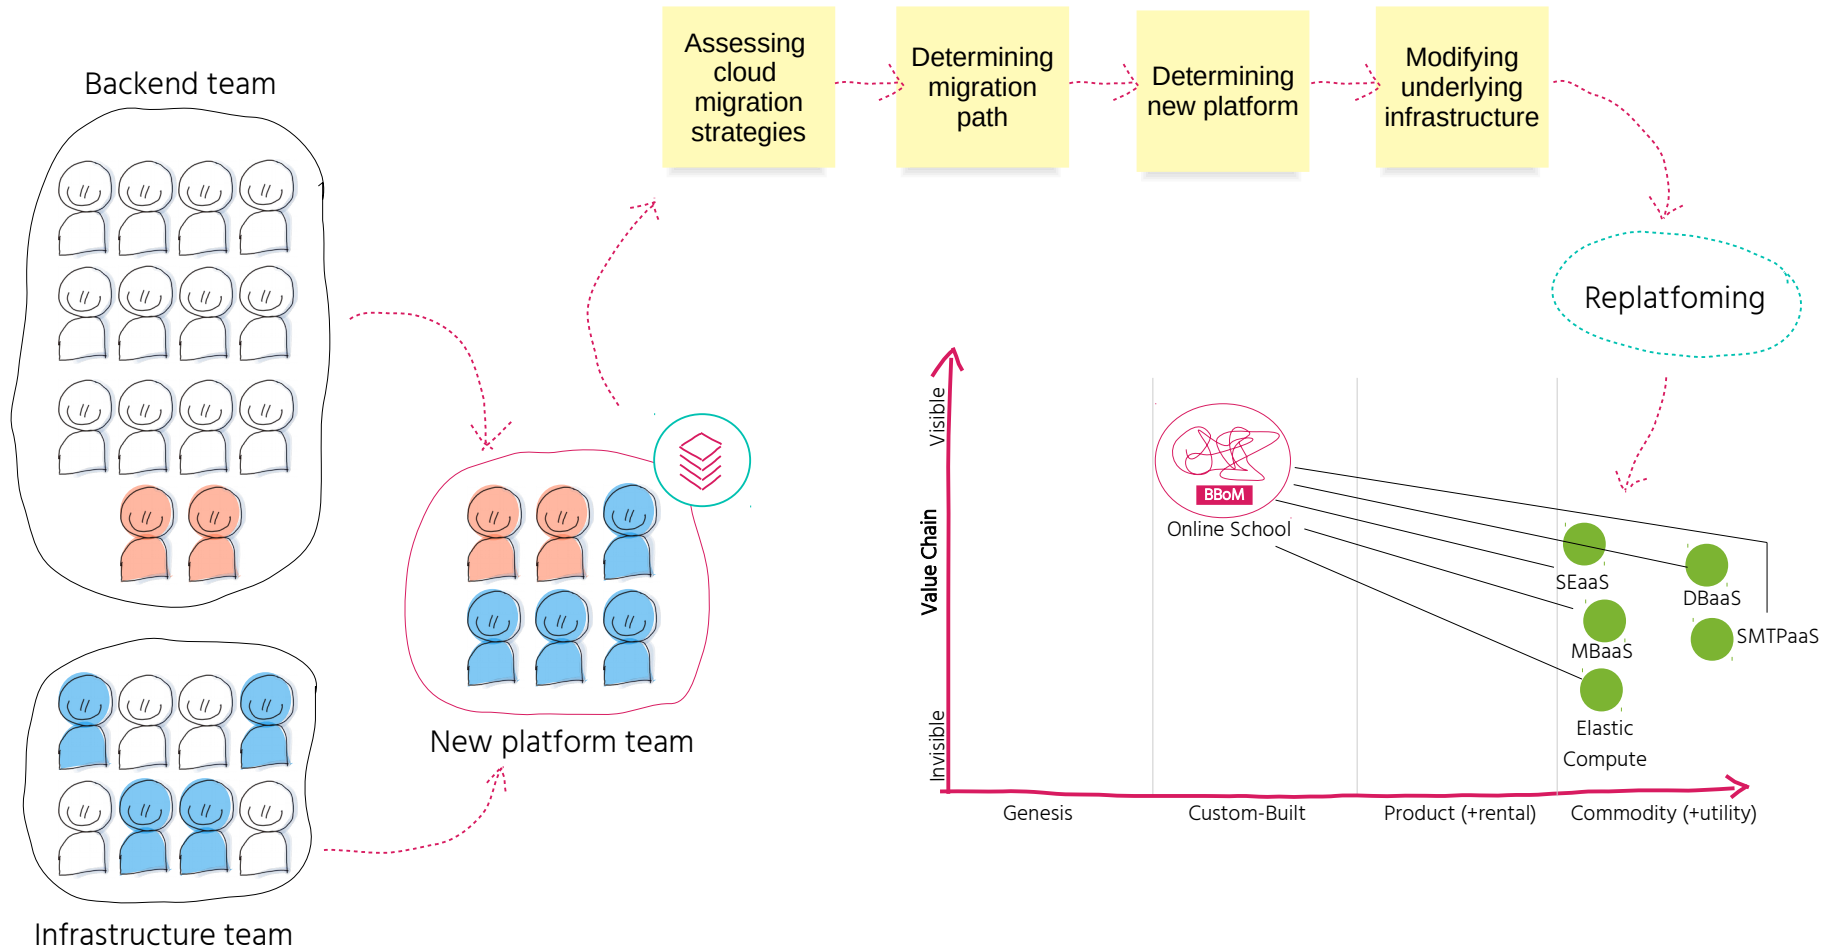 Backend team
Assessing
cloud
migration
strategies
Determining
migration
path
Determining
new platform
Modifying
underlying
infrastructure
Replatfoming
New platform team
Infrastructure team
Visible
Value Chain
Invisible
BBoM
Online School
SEaaS
DBaaS
MBaaS
SMTPaaS
Elastic
Compute
Genesis
Custom-Built
Product (+rental)
Commodity (+utility)